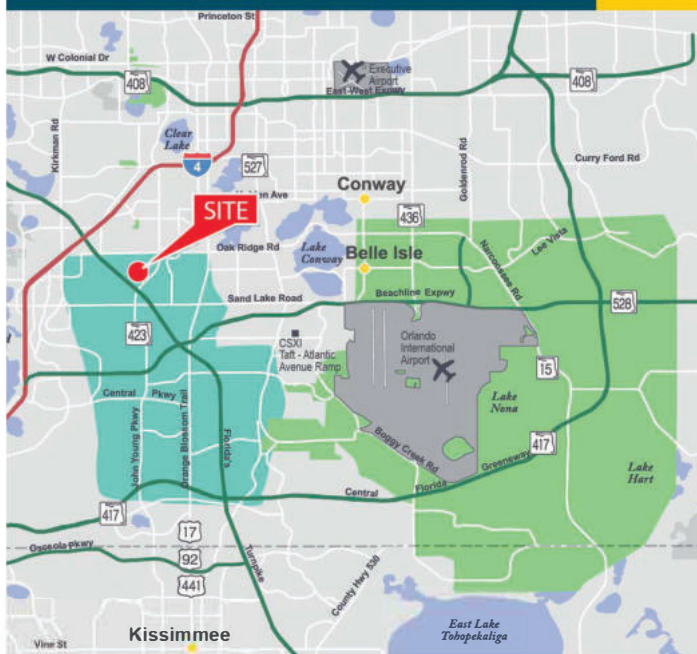 Princeton St
W Colonial Dr
Executive
Airport
408
East-West Expwy
408
Kirkman Rd
Clear
Lake
4
527
Goldenrod Rd
Curry Ford Rd
Conway
SITE
436
Oak Ridge Rd
Lake
Conway
Belle Isle
Narcoossee Rd
Lee Vista
Sand Lake Road
Beachline Expwy
528
423
CSXI
Taft - Atlantic
Avenue Ramp
Orlando
International
Airport
15
Central Pkwy
John Young Pkwy
Orange Blossom Trail
Florida's
Lake
Nona
Boggy Creek Rd
417
Greeneway
Florida
Central
Lake
Hart
417
17
Osceola Pkwy
92
Turnpike
441
County Hwy 530
Kissimmee
East Lake
Tohopekaliga
Vine St